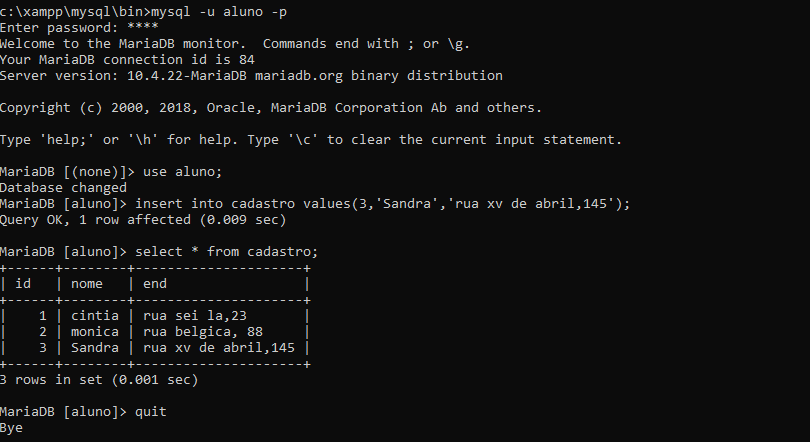 c:\xampp\mysql\bin>mysql -u aluno -p
Enter password: ****
Welcome to the MariaDB monitor.  Commands end with ; or \g.
Your MariaDB connection id is 84
Server version: 10.4.22-MariaDB mariadb.org binary distribution

Copyright (c) 2000, 2018, Oracle, MariaDB Corporation Ab and others.

Type 'help;' or '\h' for help. Type '\c' to clear the current input statement.

MariaDB [(none)]> use aluno;
Database changed
MariaDB [aluno]> insert into cadastro values(3,'Sandra','rua xv de abril,145');
Query OK, 1 row affected (0.009 sec)

MariaDB [aluno]> select * from cadastro;
+------+--------+---------------------+
| id   | nome   | end                 |
+------+--------+---------------------+
|    1 | cintia | rua sei la,23       |
|    2 | monica | rua belgica, 88     |
|    3 | Sandra | rua xv de abril,145 |
+------+--------+---------------------+
3 rows in set (0.001 sec)

MariaDB [aluno]> quit
Bye